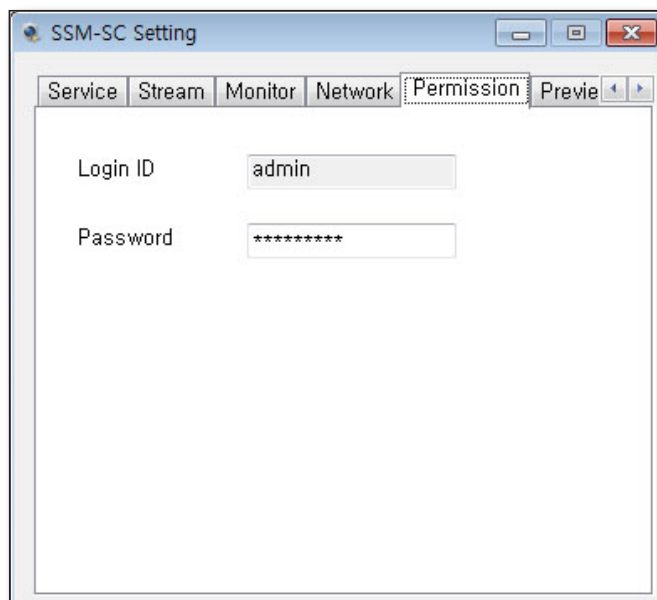 SSM-SC Setting
Service Stream Monitor Network Permission Previe
Login ID admin
Password *********